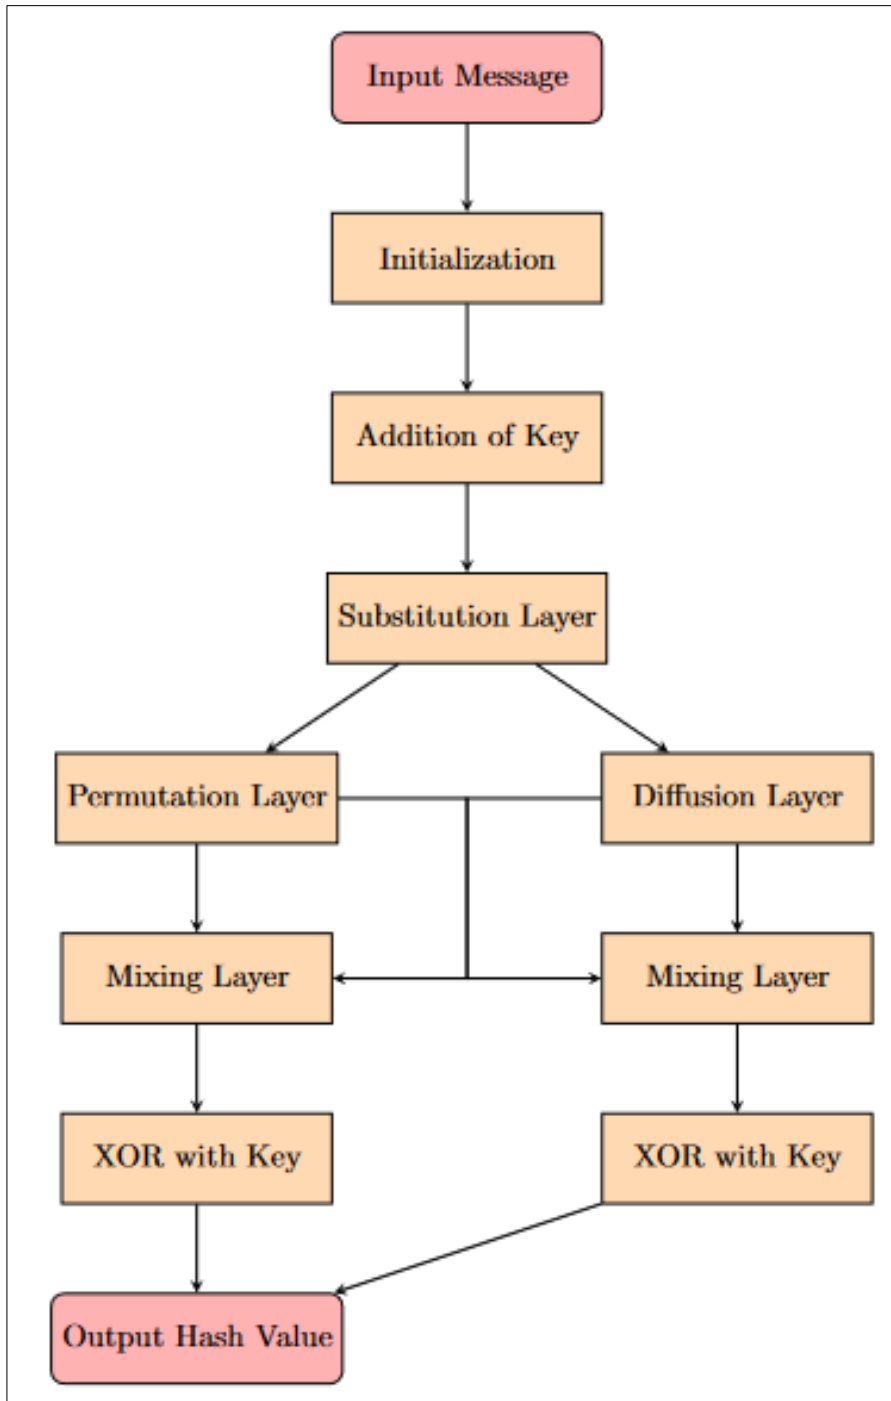 Input Message
Initialization
Addition of Key
Substitution Layer
Permutation Layer
Diffusion Layer
Mixing Layer
Mixing Layer
XOR with Key
XOR with Key
Output Hash Value